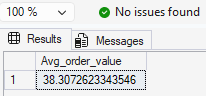 100 % No issues found
Results Messages
Avg_order_value
1 38.3072623343546